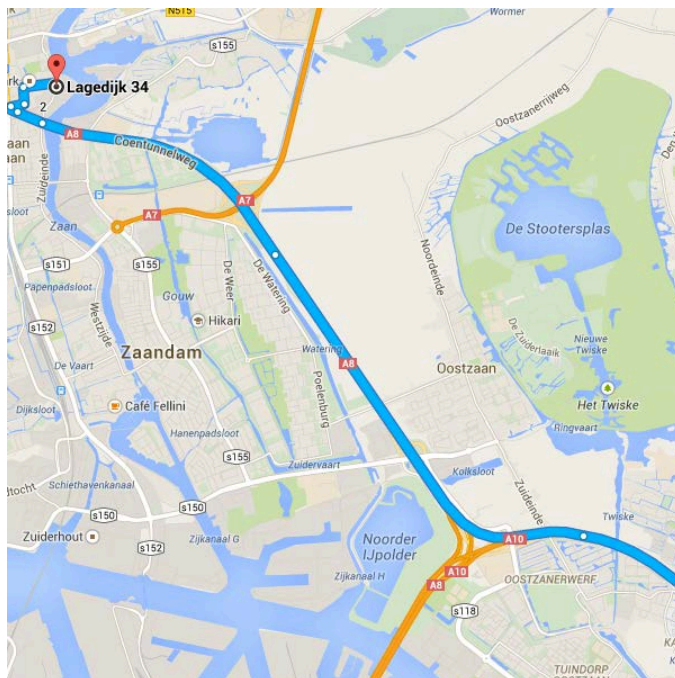 N515
Wormer
s155
Lagedijk 34
2
A8
Coentunnelweg
Oostzanerrijweg
Zuideinde
Zaan
A7
A7
De Stootersplas
s151
s155
Papenpadsloot
Gouw
De Weer
De Watering
Noordeinde
s152
Westzijde
Hikari
De Zuiderlaaik
Nieuwe
Twiske
Zaandam
Watering
A8
De Vaart
Oostzaan
Poelenburg
Het Twiske
Dijksloot
Café Fellini
Ringvaart
Hanenpadsloot
s155
Zuidervaart
Kolksloot
Schiethavenkanaal
Zuideinde
s150
s150
Twiske
Zuiderhout
s152
Zijkanaal G
Noorder
IJpolder
A10
Zijkanaal H
A10
A8
OOSTZANERWERF
s118
TUINDORP